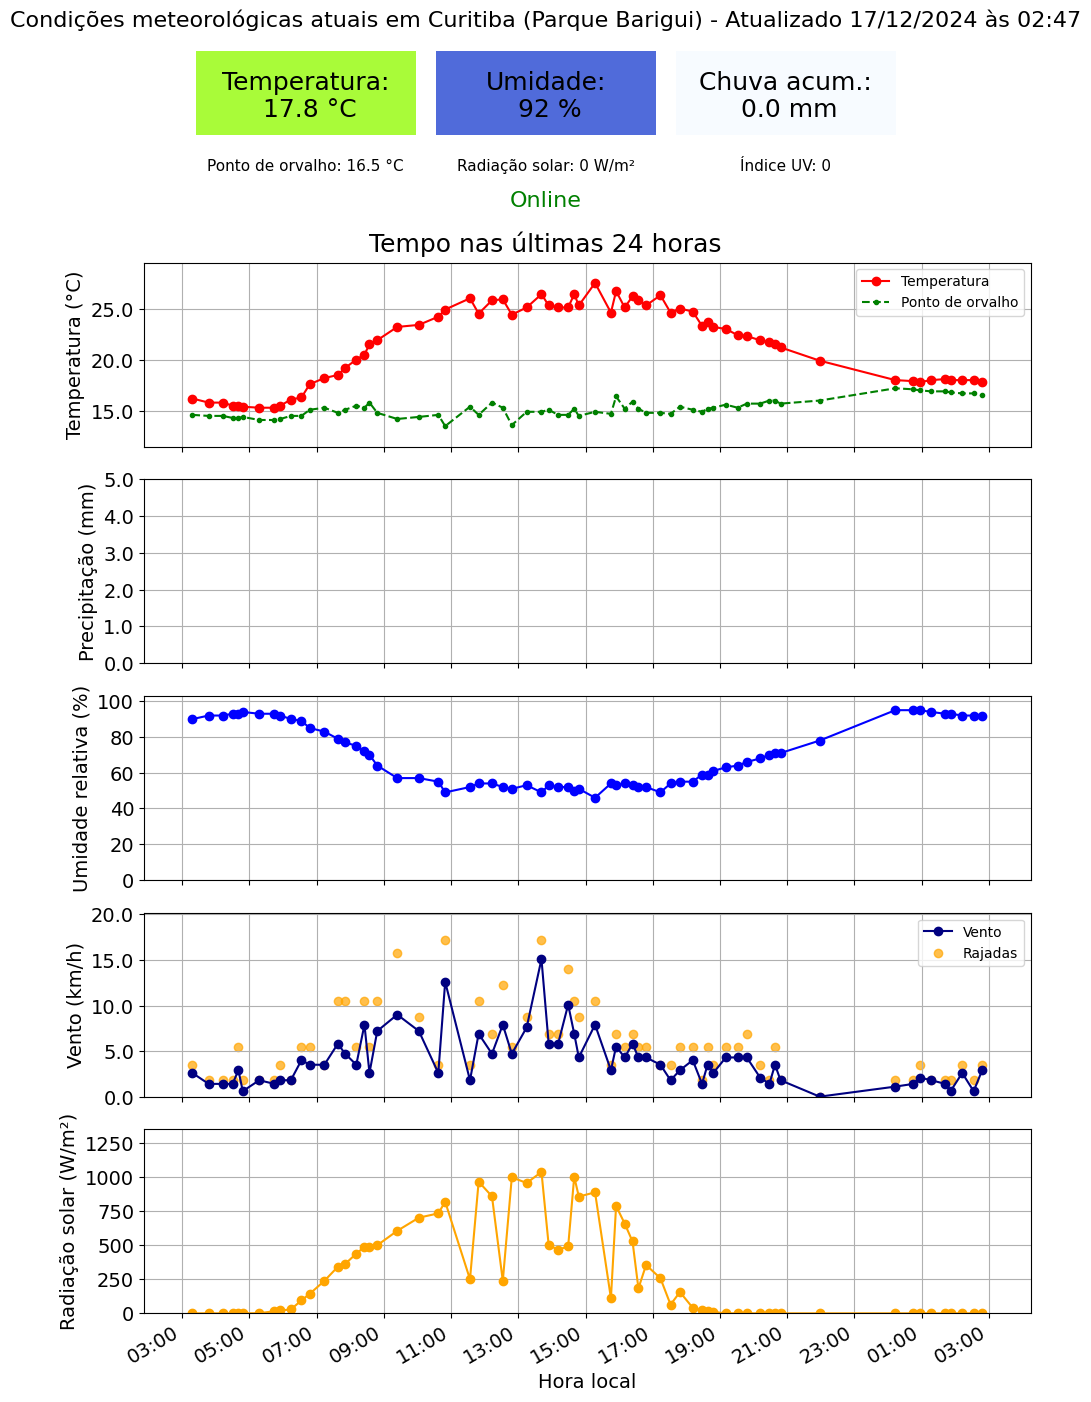 Condições meteorológicas atuais em Curitiba (Parque Barigui) - Atualizado 17/12/2024 às 02:47
Temperatura:
17.8 °C
Umidade:
92 %
Chuva acum.:
0.0 mm
Ponto de orvalho: 16.5 °C
Radiação solar: 0 W/m²
Índice UV: 0
Online
Tempo nas últimas 24 horas
Temperatura (°C)
25.0
20.0
15.0
Temperatura
Ponto de orvalho
Precipitação (mm)
5.0
4.0
3.0
2.0
1.0
0.0
Umidade relativa (%)
100
80
60
40
20
0
Vento (km/h)
20.0
15.0
10.0
5.0
0.0
Vento
Rajadas
Radiação solar (W/m²)
1250
1000
750
500
250
0
03:00
05:00
07:00
09:00
11:00
13:00
15:00
17:00
19:00
21:00
23:00
01:00
03:00
Hora local